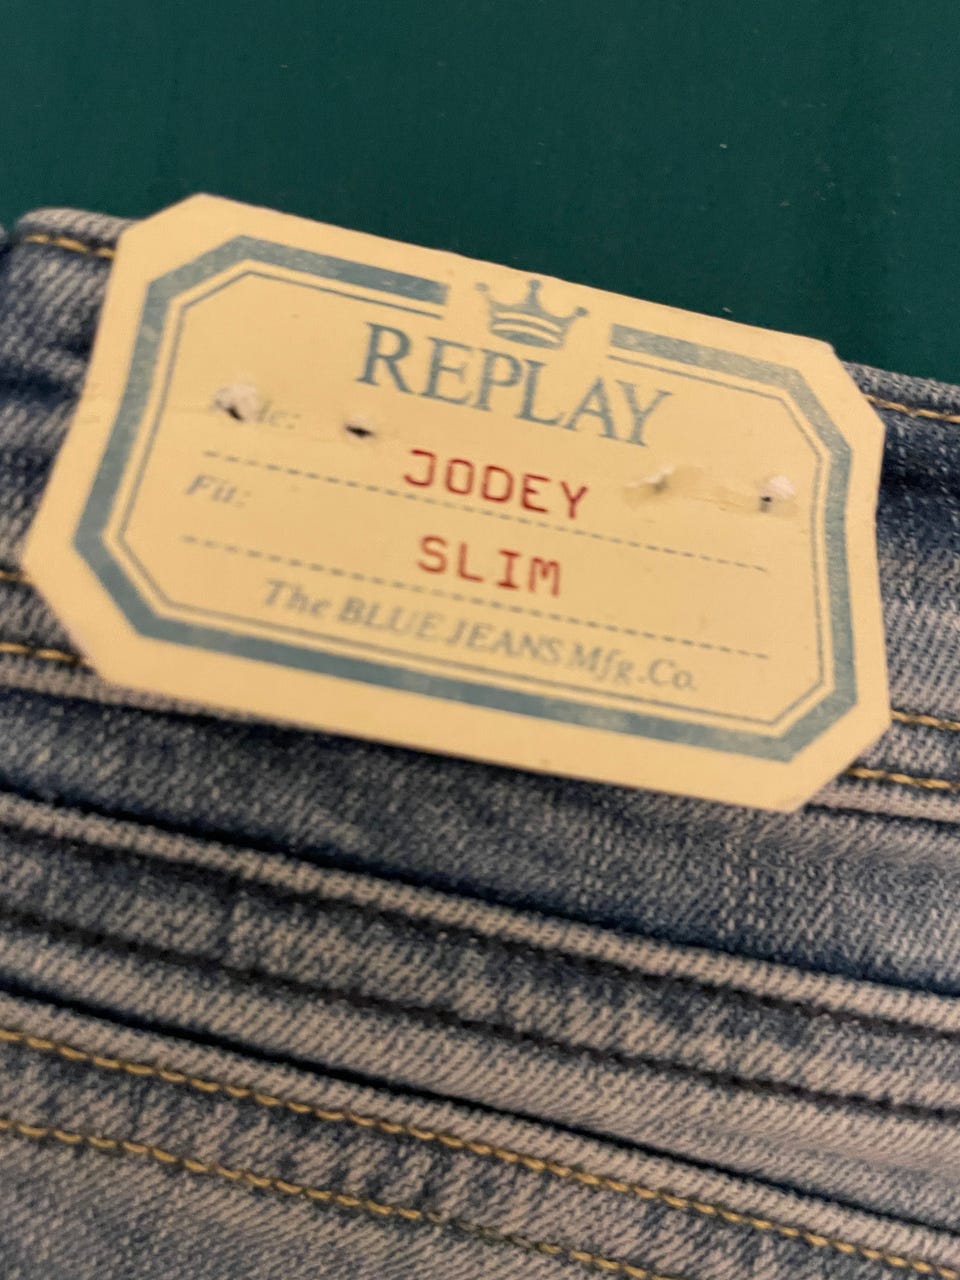 REPLAY
JODEY
Fit:
SLIM
The BLUE JEANS Mfg.Co.